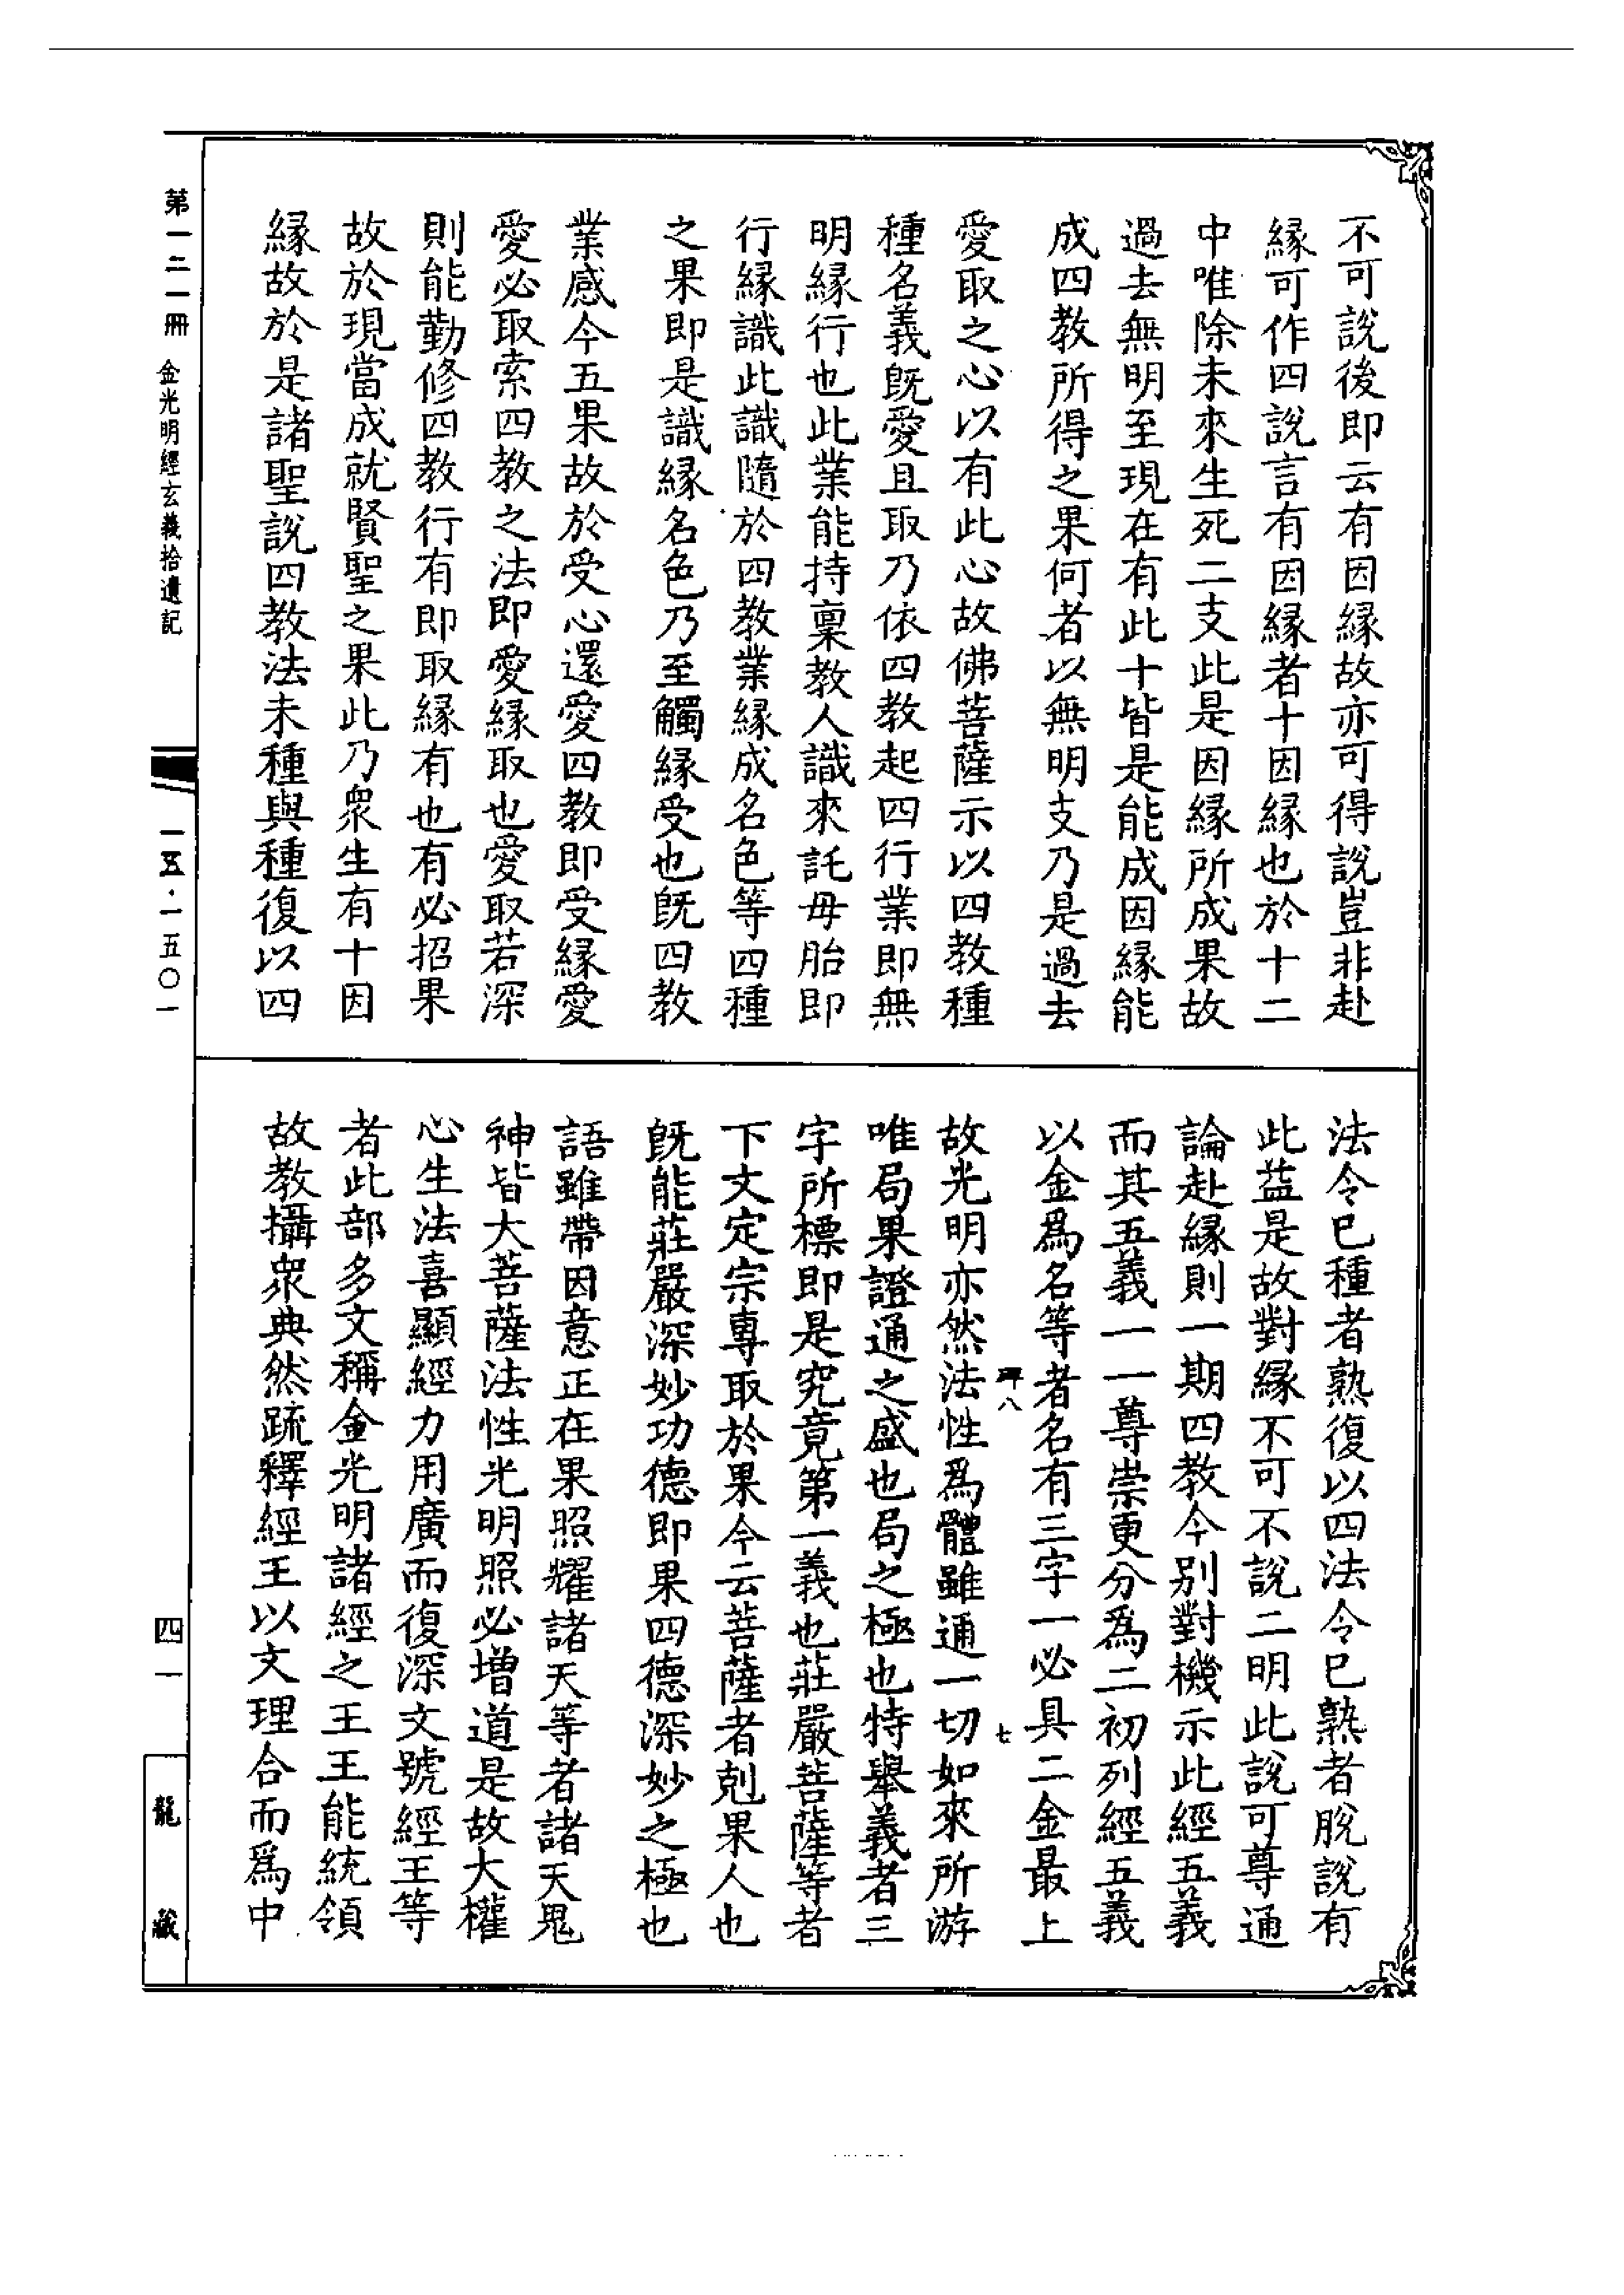 不可說後即云有因緣故亦可得說豈非赴
緣可作四說言有因緣者十因緣也於十二
中唯除未來生死二支此是因緣所成果故
過去無明至現在有此十皆是能成因緣能
成四教所得之果何者以無明支乃是過去
愛取之心以有此心故佛菩薩示以四教種
種名義既愛且取乃依四教起四行業即無
明緣行也此業能持稟教人識來託母胎即
行緣識此識隨於四教業緣成名色等四種
之果即是識緣名色乃至觸緣受也既四教
業感今五果故於受心還愛四教即受緣愛
愛必取索四教之法即愛緣取也愛取若深
則能勤修四教行有即取緣有也有必招果
故於現當成就賢聖之果此乃眾生有十因
緣故於是諸聖說四教法未種與種復以四
法令已種者熟復以四法令已熟者脫說有
此益是故對緣不可不說二明此說可尊通
論赴緣則一期四教今別對機示此經五義
而其五義一一尊崇更分為二初列經五義
以金爲名等者名有三字一必具二金最上
故光明亦然法性爲體雖通一切如來所游
唯局果證通之盛也局之極也特舉義者三
字所標即是究竟第一義也莊嚴菩薩等者
下文定宗專取於果今云菩薩者剋果人也
既能莊嚴深妙功德即果四德深妙之極也
語雖帶因意正在果照耀諸天等者諸天鬼
神皆大菩薩法性光明照必增道是故大權
心生法喜顯經力用廣而復深文號經王等
者此部多文稱金光明諸經之王王能統領
故教攝眾典然疏釋經王以文理合而爲中
八
七
第一二一冊
金光明經玄義拾遺記
一五·一五〇一
四一
龍藏